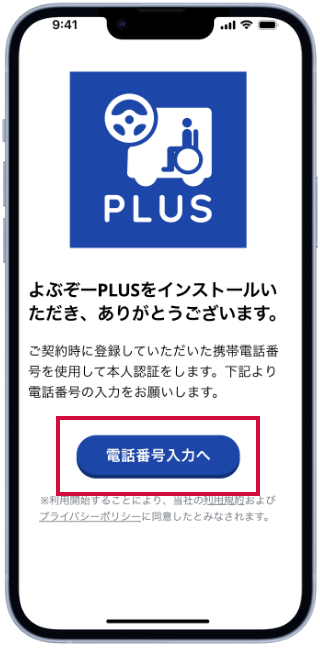 9:41
PLUS
よぶぞーPLUSをインストールい
ただき、ありがとうございます。
ご契約時に登録していただいた携帯電話番
号を使用して本人認証をします。下記より
電話番号の入力をお願いします。
電話番号入力へ
※利用開始することにより、当社の利用規約および
プライバシーポリシーに同意したとみなされます。